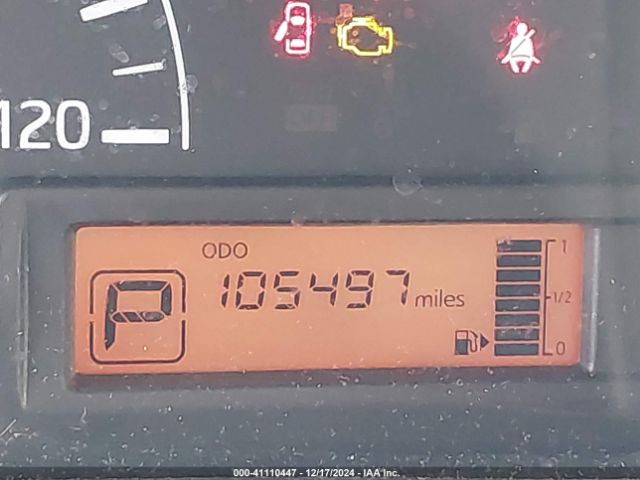 120
ODO
105497 miles
P
1
1/2
0
000-41110447 - 12/17/2024 - IAA Inc.